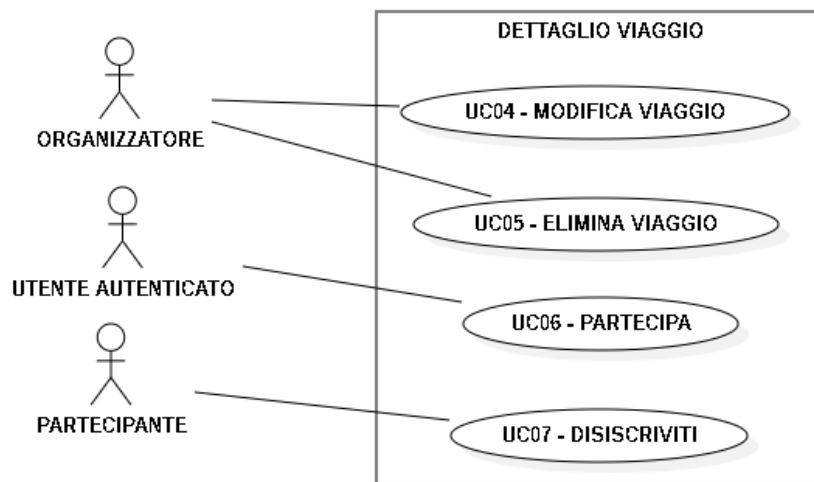 DETTAGLIO VIAGGIO
UC04 - MODIFICA VIAGGIO
ORGANIZZATORE
UC05 - ELIMINA VIAGGIO
UTENTE AUTENTICATO
UC06 - PARTECIPA
PARTECIPANTE
UC07 - DISISCRIVITI